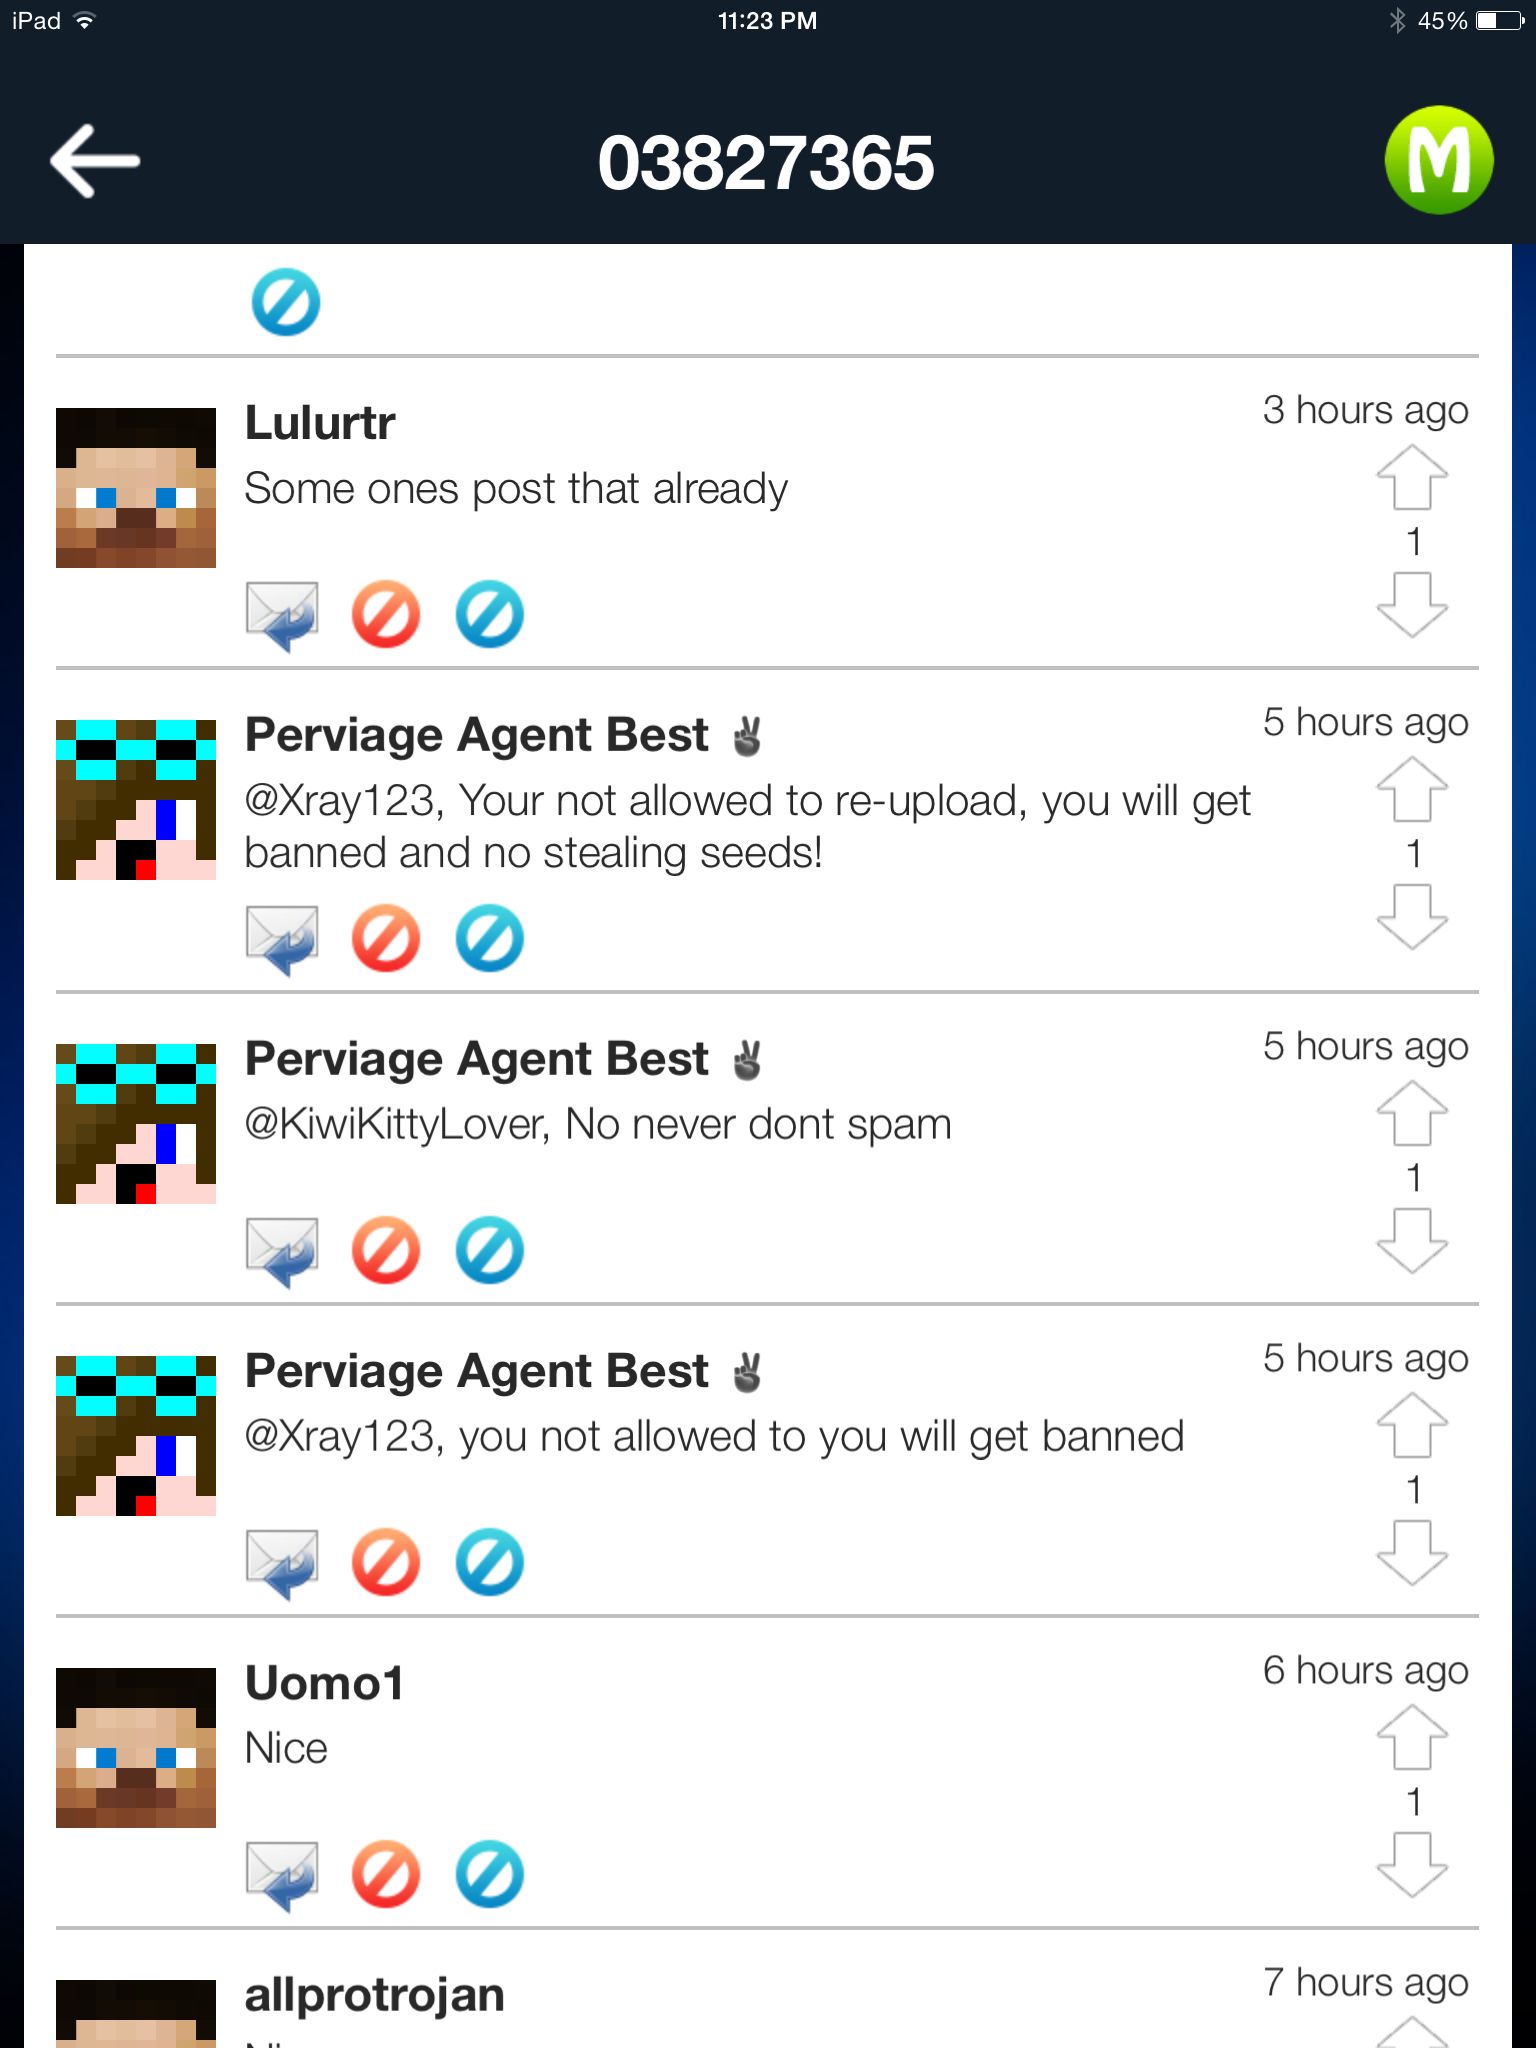 iPad 11:23 PM 45%
03827365
M
Lulurtr 3 hours ago
Some ones post that already
1
Perviage Agent Best ✌ 5 hours ago
@Xray123, Your not allowed to re-upload, you will get
banned and no stealing seeds!
1
Perviage Agent Best ✌ 5 hours ago
@KiwiKittyLover, No never dont spam
1
Perviage Agent Best ✌ 5 hours ago
@Xray123, you not allowed to you will get banned
1
Uomo1 6 hours ago
Nice
1
allprotrojan 7 hours ago